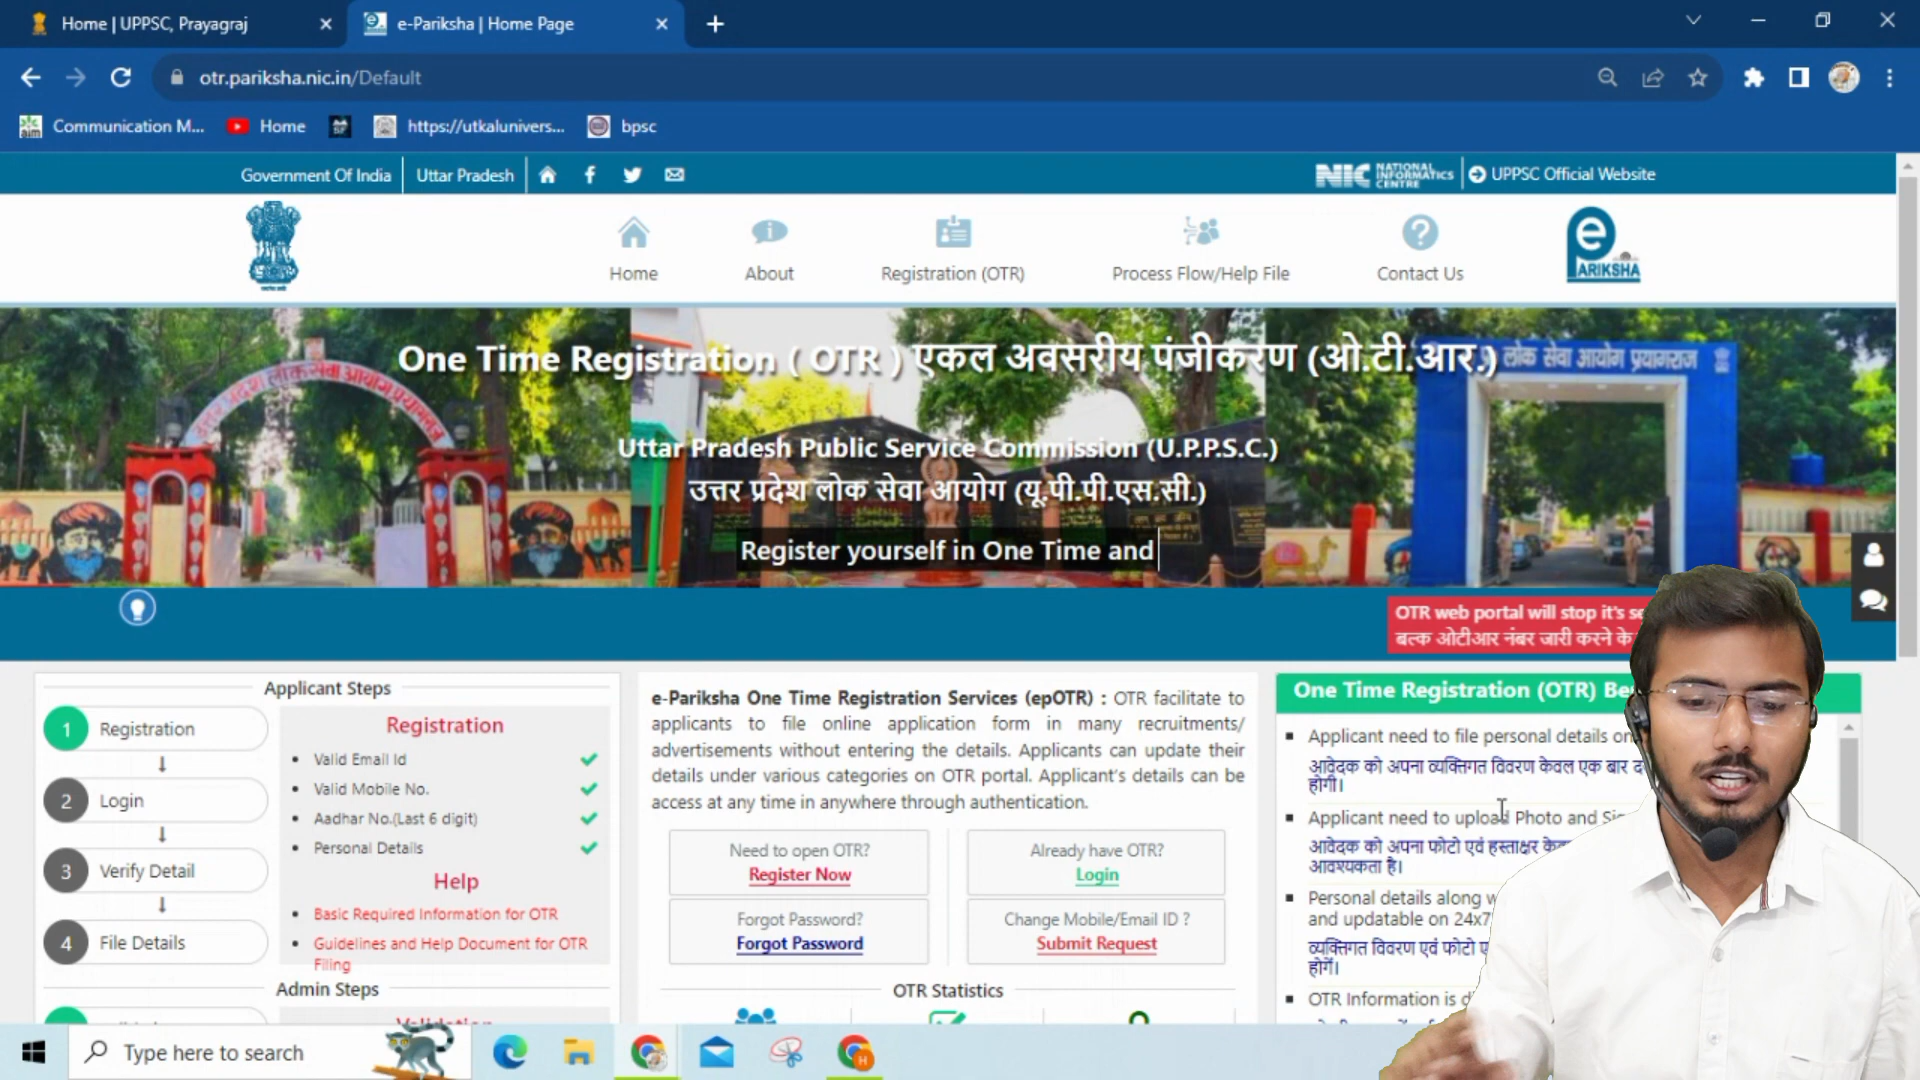 Home | UPPSC, Prayagraj
e-Pariksha | Home Page
otr.pariksha.nic.in/Default
Communication M...
Home
https://utkalunivers...
bpsc
Government Of India
Uttar Pradesh
NIC NATIONAL INFORMATICS CENTRE
UPPSC Official Website
Home
About
Registration (OTR)
Process Flow/Help File
Contact Us
e PARIKSHA
One Time Registration ( OTR ) एकल अवसरीय पंजीकरण (ओ.टी.आर.)
लोक सेवा आयोग प्रयागराज
Uttar Pradesh Public Service Commission (U.P.P.S.C.)
उत्तर प्रदेश लोक सेवा आयोग (यू.पी.पी.एस.सी.)
Register yourself in One Time and
OTR web portal will stop it's se
बल्क ओटीआर नंबर जारी करने के
Applicant Steps
1 Registration
2 Login
3 Verify Detail
4 File Details
Registration
Valid Email Id
Valid Mobile No.
Aadhar No.(Last 6 digit)
Personal Details
Help
Basic Required Information for OTR
Guidelines and Help Document for OTR
Filing
Admin Steps
e-Pariksha One Time Registration Services (epOTR) : OTR facilitate to
applicants to file online application form in many recruitments/
advertisements without entering the details. Applicants can update their
details under various categories on OTR portal. Applicant's details can be
access at any time in anywhere through authentication.
Need to open OTR?
Register Now
Already have OTR?
Login
Forgot Password?
Forgot Password
Change Mobile/Email ID ?
Submit Request
OTR Statistics
One Time Registration (OTR) Be
Applicant need to file personal details on
आवेदक को अपना व्यक्तिगत विवरण केवल एक बार द
होगी।
Applicant need to upload Photo and Sig
आवेदक को अपना फोटो एवं हस्ताक्षर केव
आवश्यकता है।
Personal details along w
and updatable on 24x7
व्यक्तिगत विवरण एवं फोटो ए
होगें।
OTR Information is d
Type here to search